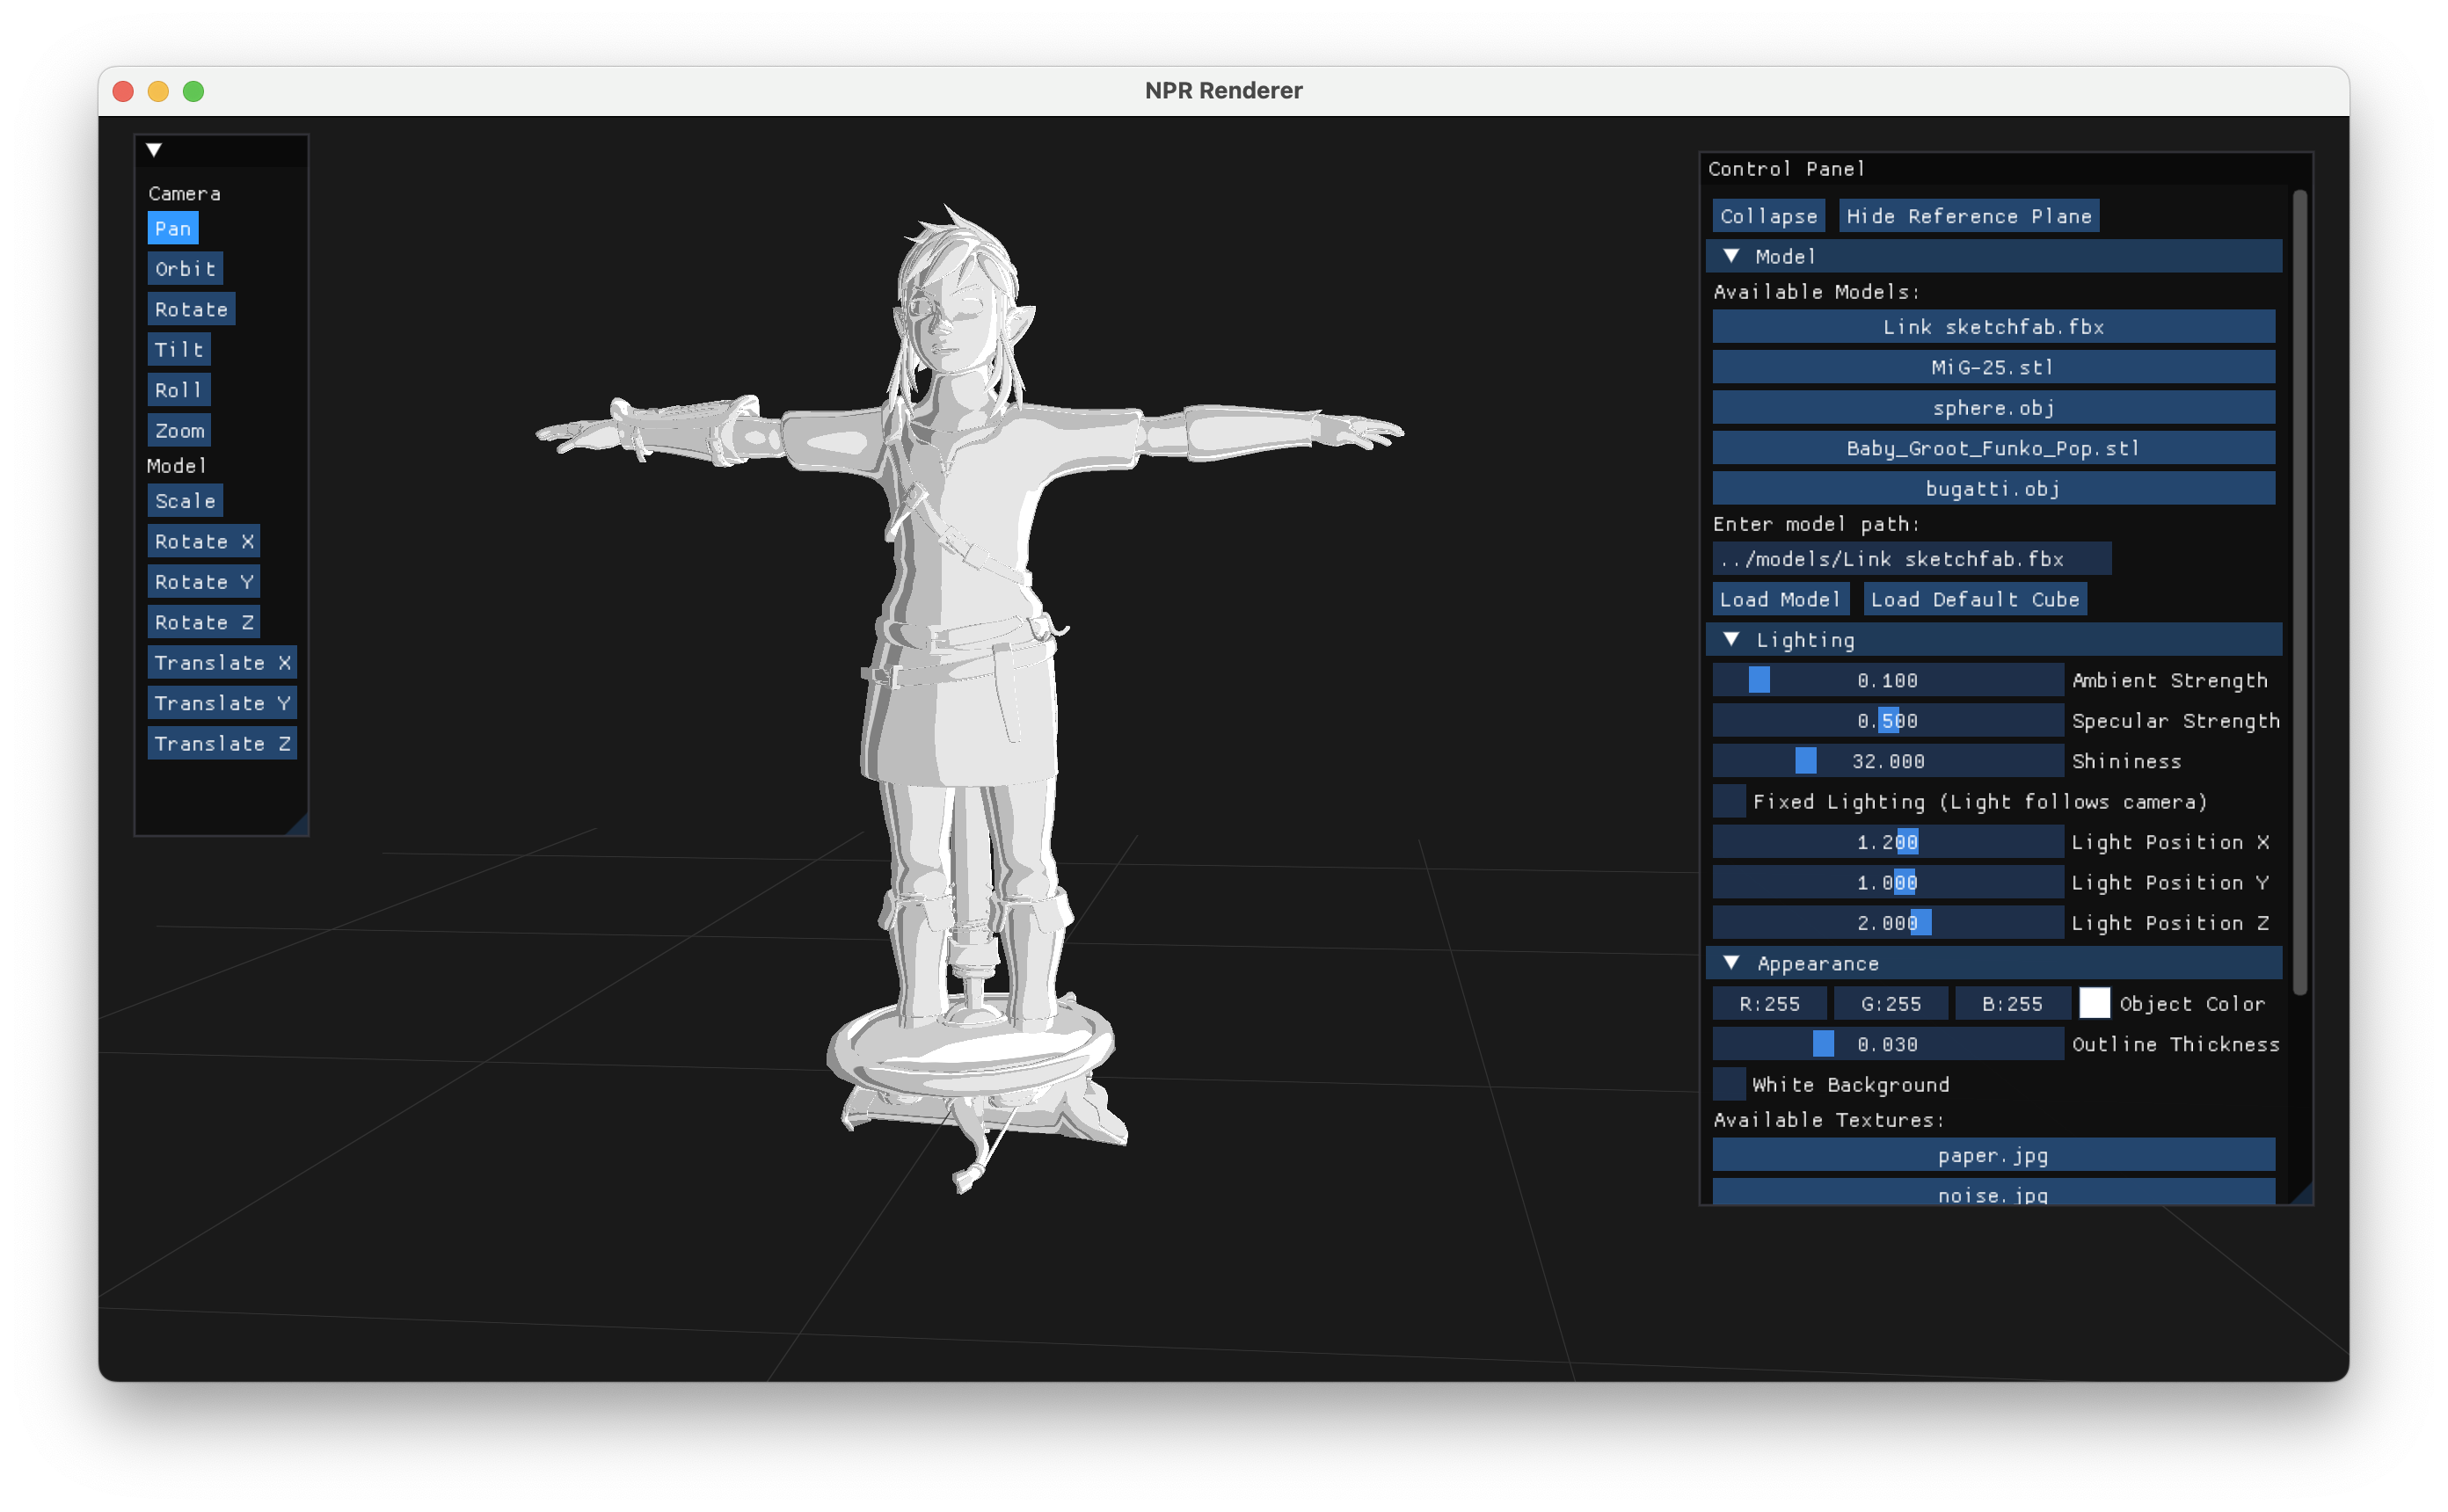 NPR Renderer
Camera
Pan
Orbit
Rotate
Tilt
Roll
Zoom
Model
Scale
Rotate X
Rotate Y
Rotate Z
Translate X
Translate Y
Translate Z
Control Panel
Collapse Hide Reference Plane
Model
Available Models:
Link sketchfab.fbx
MiG-25.stl
sphere.obj
Baby_Groot_Funko_Pop.stl
bugatti.obj
Enter model path:
../models/Link sketchfab.fbx
Load Model Load Default Cube
Lighting
0.100 Ambient Strength
0.500 Specular Strength
32.000 Shininess
Fixed Lighting (Light follows camera)
1.200 Light Position X
1.000 Light Position Y
2.000 Light Position Z
Appearance
R:255 G:255 B:255 Object Color
0.030 Outline Thickness
White Background
Available Textures:
paper.jpg
noise.jpg